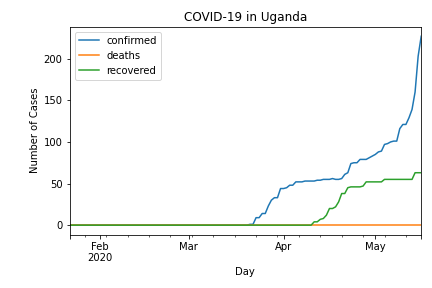 COVID-19 in Uganda
confirmed
deaths
recovered
Number of Cases
200
150
100
50
0
Feb
2020
Mar
Apr
May
Day